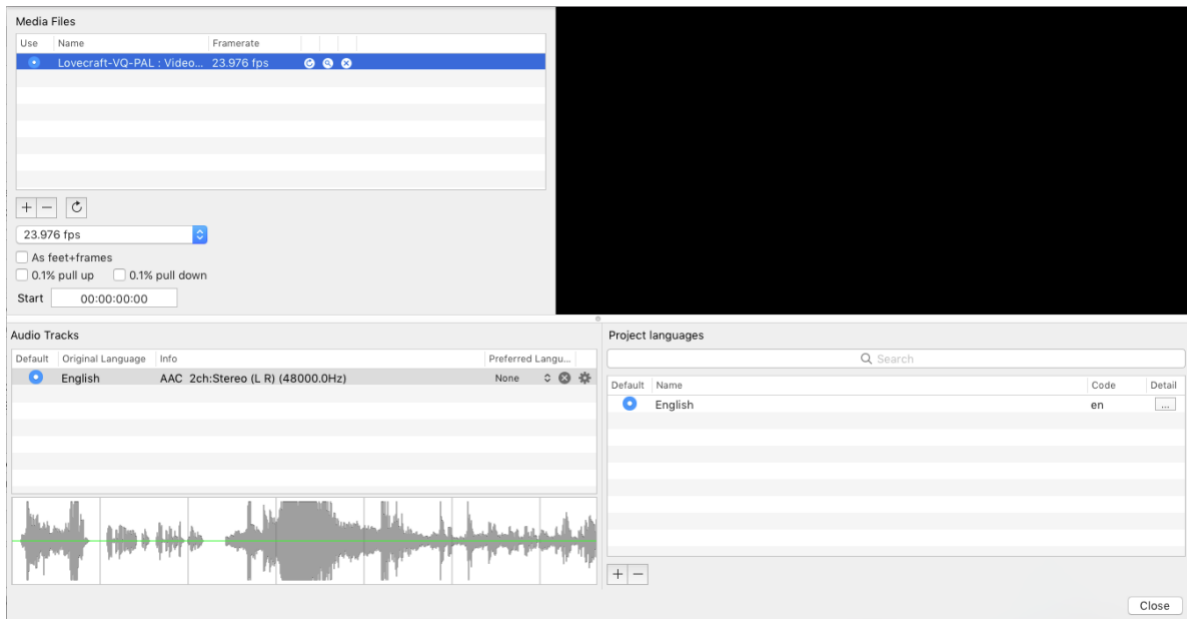 Media Files
Use Name Framerate
Lovecraft-VQ-PAL : Video... 23.976 fps
23.976 fps
As feet+frames
0.1% pull up 0.1% pull down
Start 00:00:00:00
Audio Tracks
Default Original Language Info Preferred Langu...
English AAC 2ch:Stereo (L R) (48000.0Hz) None
Project languages
Search
Default Name Code Detail
English en ...
Close